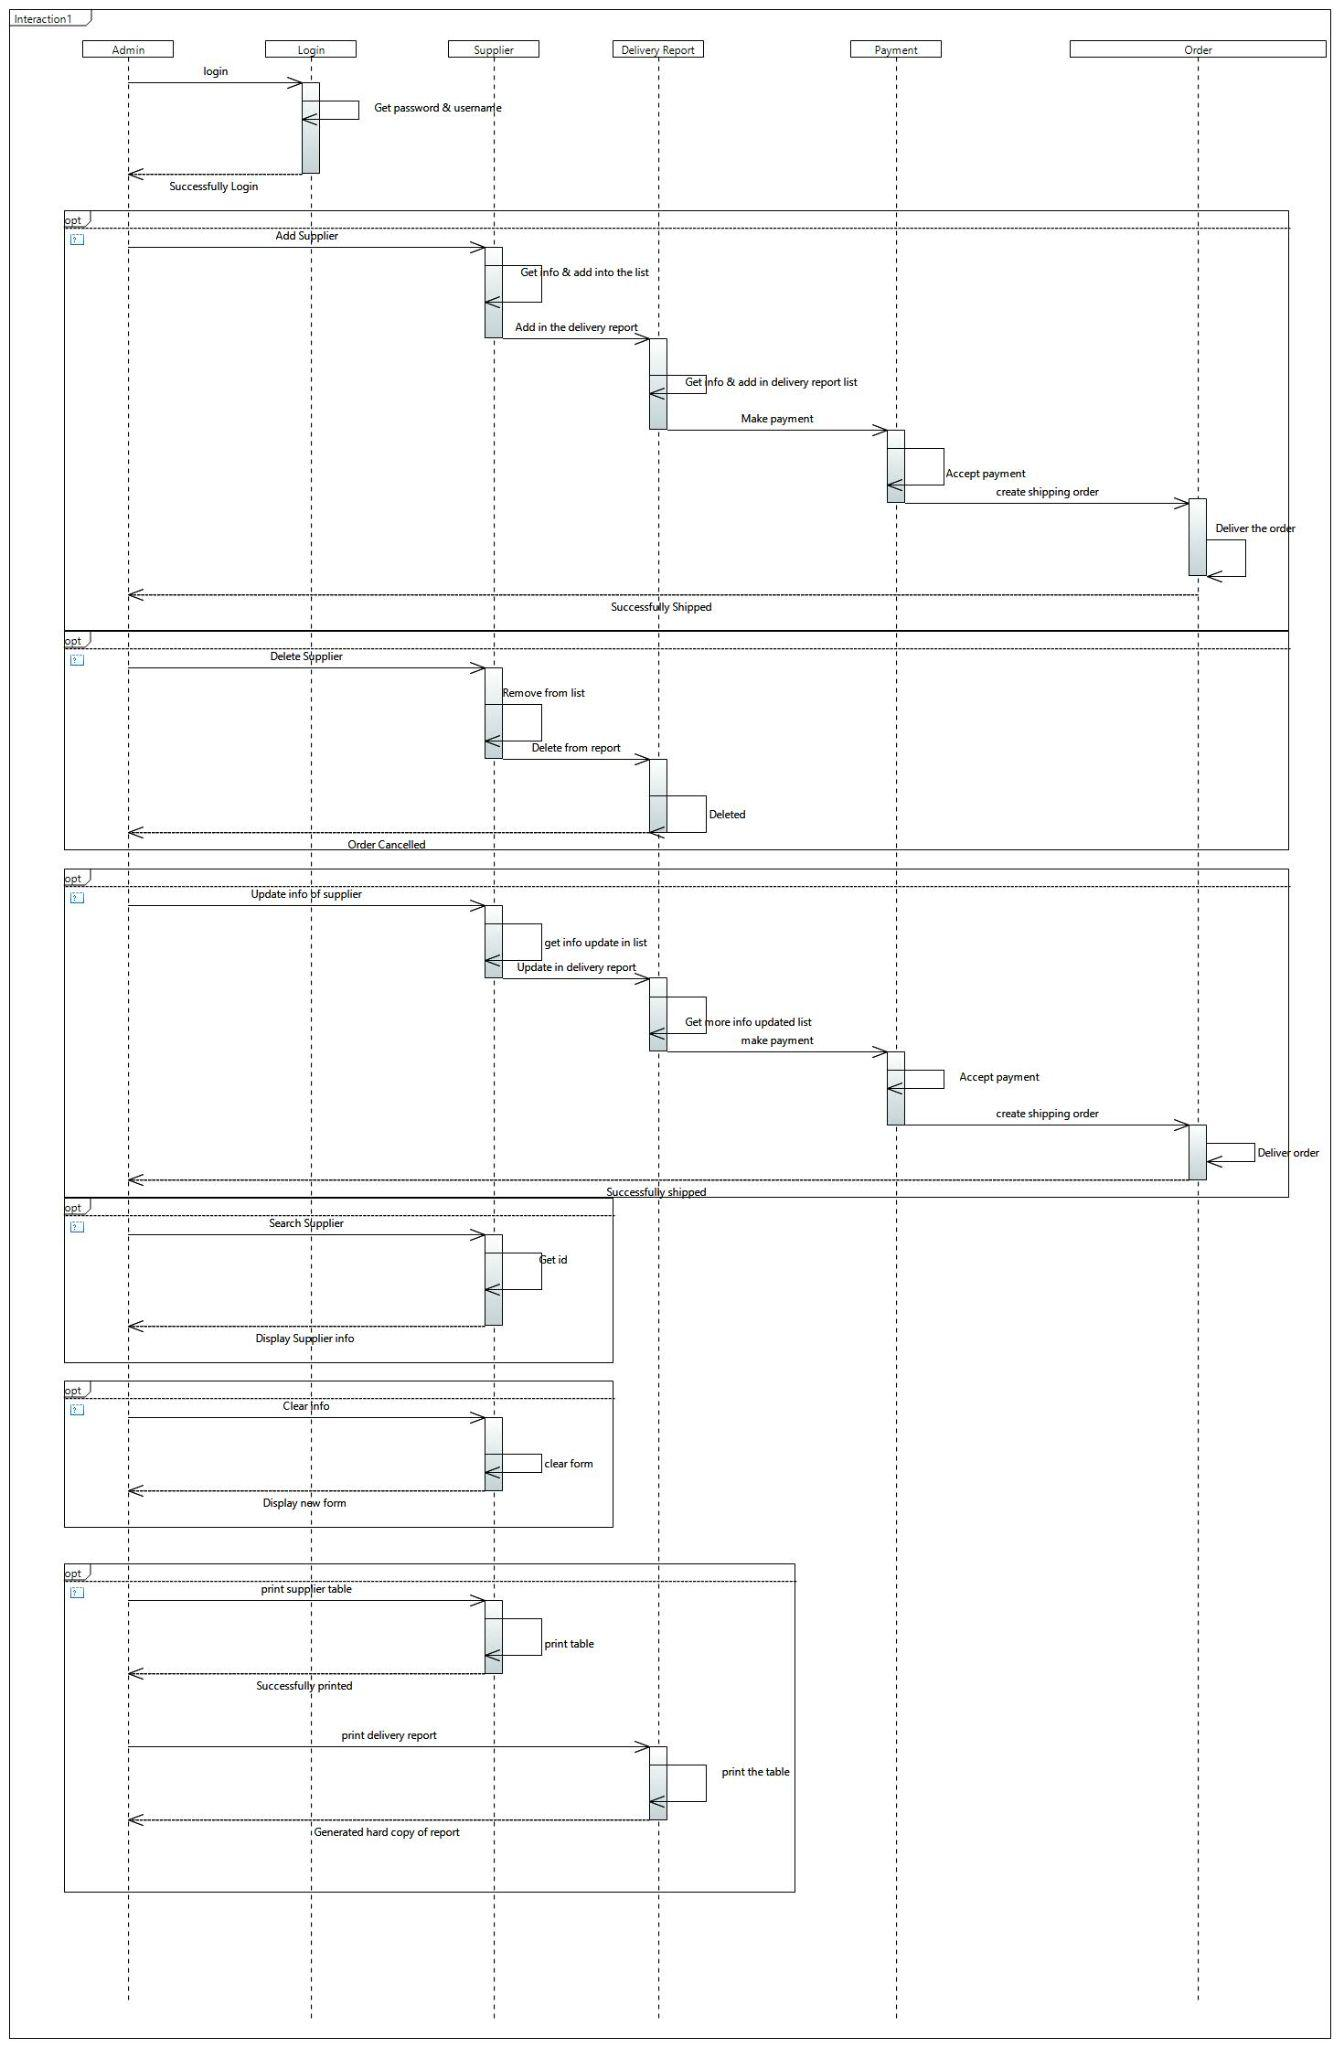 Interaction1
Admin
Login
Supplier
Delivery Report
Payment
Order
login
Get password & username
Successfully Login
opt
?
Add Supplier
Get info & add into the list
Add in the delivery report
Get info & add in delivery report list
Make payment
Accept payment
create shipping order
Deliver the order
Successfully Shipped
opt
?
Delete Supplier
Remove from list
Delete from report
Deleted
Order Cancelled
opt
?
Update info of supplier
get info update in list
Update in delivery report
Get more info updated list
make payment
Accept payment
create shipping order
Deliver order
Successfully shipped
opt
?
Search Supplier
Get id
Display Supplier info
opt
?
Clear info
clear form
Display new form
opt
?
print supplier table
print table
Successfully printed
print delivery report
print the table
Generated hard copy of report